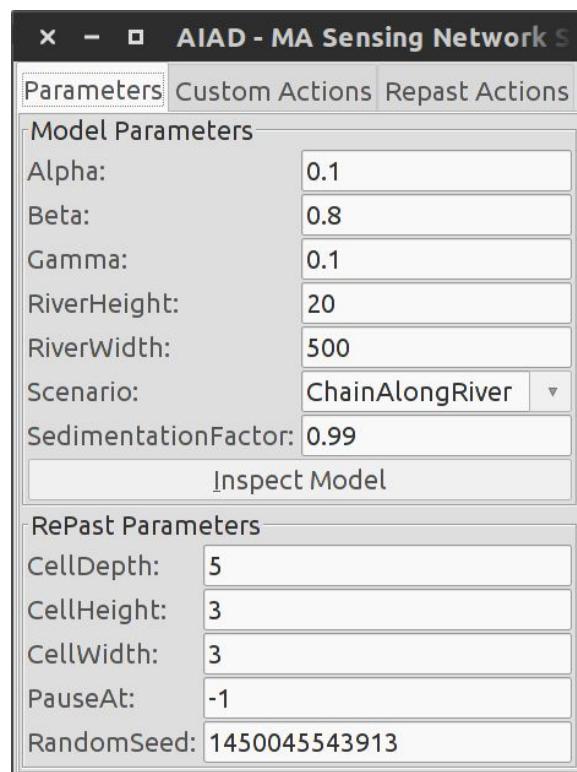 AIAD - MA Sensing Network S
Parameters Custom Actions Repast Actions
Model Parameters
Alpha: 0.1
Beta: 0.8
Gamma: 0.1
RiverHeight: 20
RiverWidth: 500
Scenario: ChainAlongRiver
SedimentationFactor: 0.99
Inspect Model
RePast Parameters
CellDepth: 5
CellHeight: 3
CellWidth: 3
PauseAt: -1
RandomSeed: 1450045543913